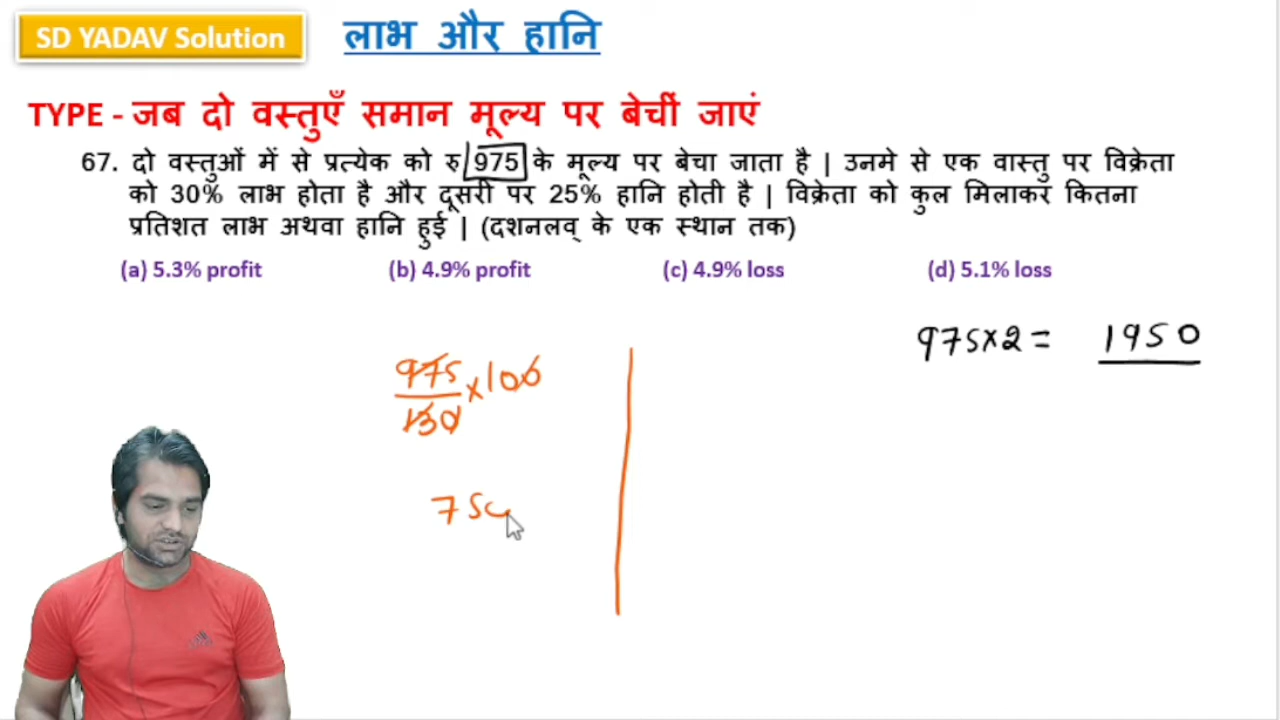 SD YADAV Solution
लाभ और हानि
TYPE - जब दो वस्तुएँ समान मूल्य पर बेचीं जाएं
67. दो वस्तुओं में से प्रत्येक को रु 975 के मूल्य पर बेचा जाता है | उनमे से एक वास्तु पर विक्रेता
को 30% लाभ होता है और दूसरी पर 25% हानि होती है | विक्रेता को कुल मिलाकर कितना
प्रतिशत लाभ अथवा हानि हुई | (दशनलव् के एक स्थान तक)
(a) 5.3% profit (b) 4.9% profit (c) 4.9% loss (d) 5.1% loss
975×2 = 1950
975/130 ×100
75